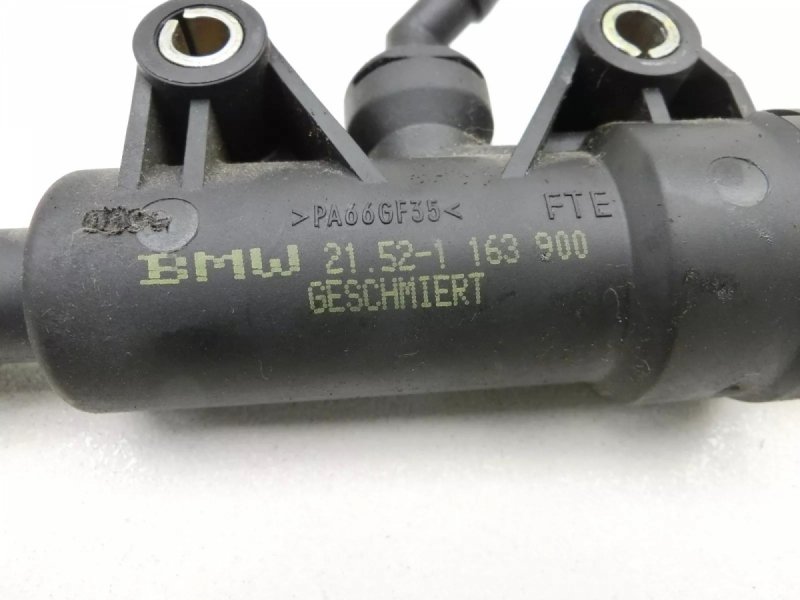 >PA66GF35< FTE
BMW 21.52-1 163 900
GESCHMIERT